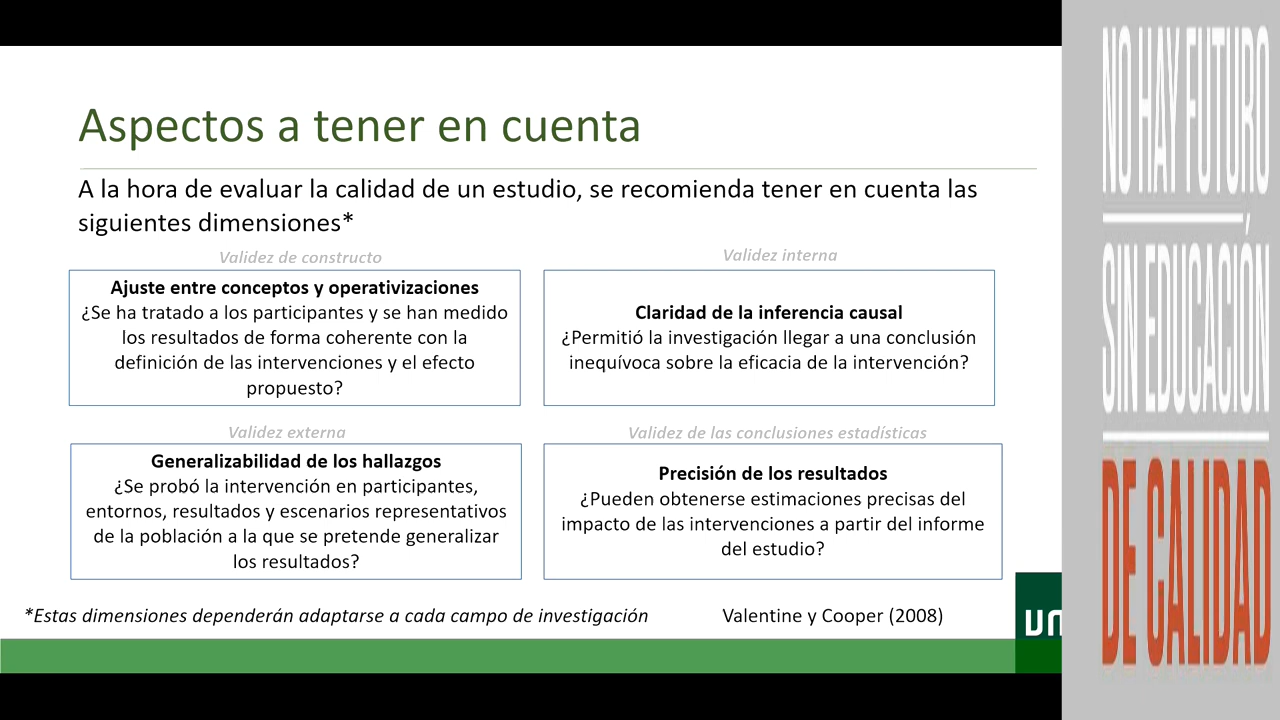 Aspectos a tener en cuenta
A la hora de evaluar la calidad de un estudio, se recomienda tener en cuenta las
siguientes dimensiones*
Validez de constructo
Ajuste entre conceptos y operativizaciones
¿Se ha tratado a los participantes y se han medido
los resultados de forma coherente con la
definición de las intervenciones y el efecto
propuesto?
Validez interna
Claridad de la inferencia causal
¿Permitió la investigación llegar a una conclusión
inequívoca sobre la eficacia de la intervención?
Validez externa
Generalizabilidad de los hallazgos
¿Se probó la intervención en participantes,
entornos, resultados y escenarios representativos
de la población a la que se pretende generalizar
los resultados?
Validez de las conclusiones estadísticas
Precisión de los resultados
¿Pueden obtenerse estimaciones precisas del
impacto de las intervenciones a partir del informe
del estudio?
*Estas dimensiones dependerán adaptarse a cada campo de investigación
Valentine y Cooper (2008)
NO HAY FUTURO
SIN EDUCACIÓN
DE CALIDAD